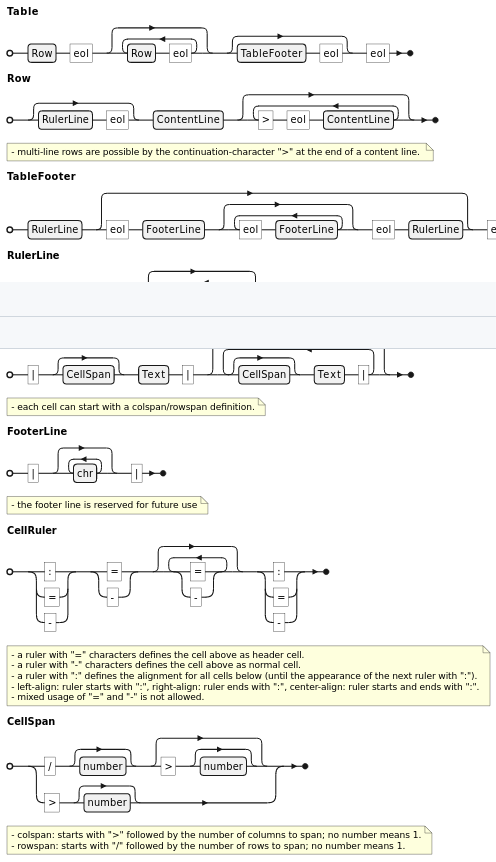 Table
Row eol Row eol TableFooter eol eol
Row
RulerLine eol ContentLine > eol ContentLine
- multi-line rows are possible by the continuation-character ">" at the end of a content line.
TableFooter
RulerLine eol FooterLine eol FooterLine eol RulerLine
RulerLine
| CellSpan Text | CellSpan Text |
- each cell can start with a colspan/rowspan definition.
FooterLine
| chr |
- the footer line is reserved for future use
CellRuler
: = = :
= - - =
- -
- a ruler with "=" characters defines the cell above as header cell.
- a ruler with "-" characters defines the cell above as normal cell.
- a ruler with ":" defines the alignment for all cells below (until the appearance of the next ruler with ":").
- left-align: ruler starts with ":", right-align: ruler ends with ":", center-align: ruler starts and ends with ":".
- mixed usage of "=" and "-" is not allowed.
CellSpan
/ number > number
> number
- colspan: starts with ">" followed by the number of columns to span; no number means 1.
- rowspan: starts with "/" followed by the number of rows to span; no number means 1.